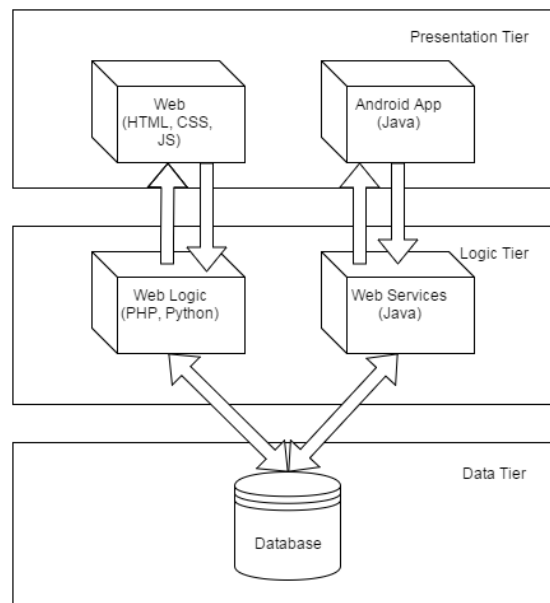 Presentation Tier
Web
(HTML, CSS,
JS)
Android App
(Java)
Logic Tier
Web Logic
(PHP, Python)
Web Services
(Java)
Data Tier
Database